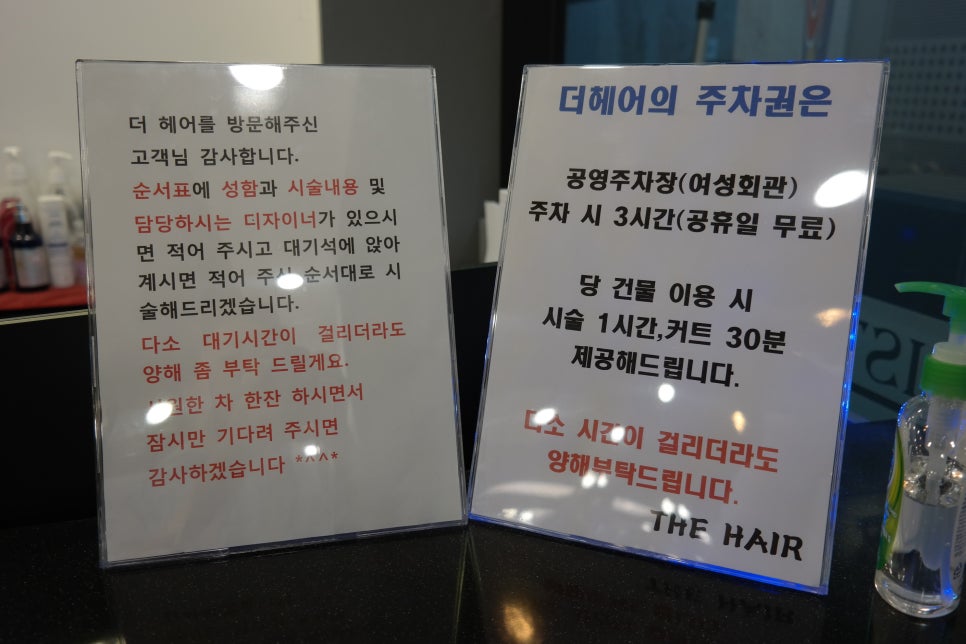 더 헤어를 방문해주신
고객님 감사합니다.
순서표에 성함과 시술내용 및
담당하시는 디자이너가 있으시
면 적어 주시고 대기석에 앉아
계시면 적어 주신 순서대로 시
술해드리겠습니다.
다소 대기시간이 걸리더라도
양해 좀 부탁 드릴게요.
시원한 차 한잔 하시면서
잠시만 기다려 주시면
감사하겠습니다 *^^*
더헤어의 주차권은
공영주차장(여성회관)
주차 시 3시간(공휴일 무료)
당 건물 이용 시
시술 1시간,커트 30분
제공해드립니다.
다소 시간이 걸리더라도
양해부탁드립니다.
THE HAIR